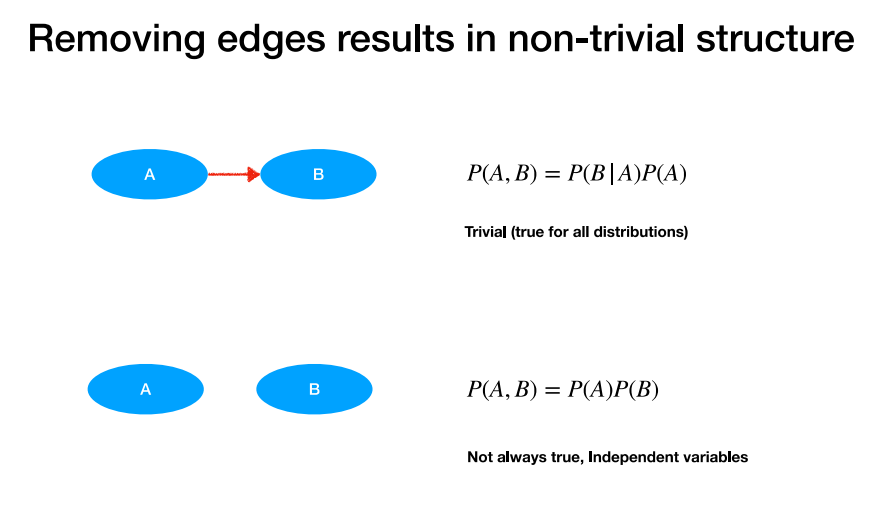 Removing edges results in non-trivial structure
A
B
P(A, B) = P(B | A)P(A)
Trivial (true for all distributions)
A
B
P(A, B) = P(A)P(B)
Not always true, Independent variables